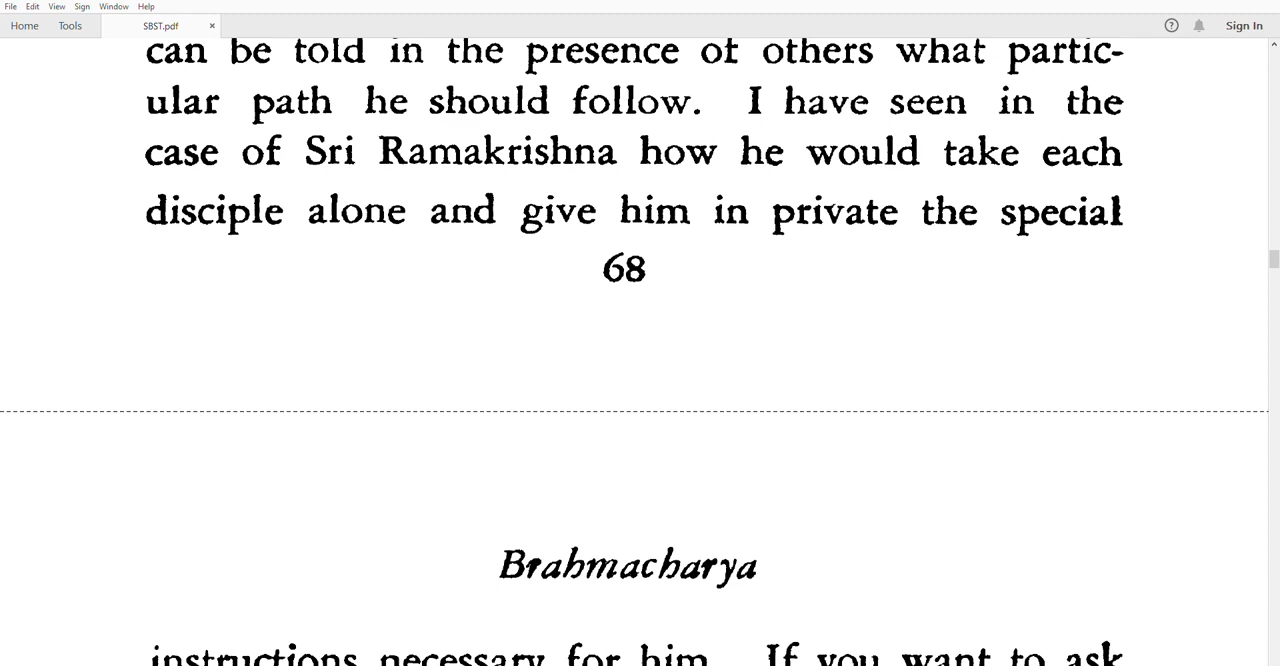 File Edit View Sign Window Help
Home Tools SBST.pdf × ? Sign In
can be told in the presence of others what partic-
ular path he should follow. I have seen in the
case of Sri Ramakrishna how he would take each
disciple alone and give him in private the special
68
Brahmacharya
instructions necessary for him. If you want to ask